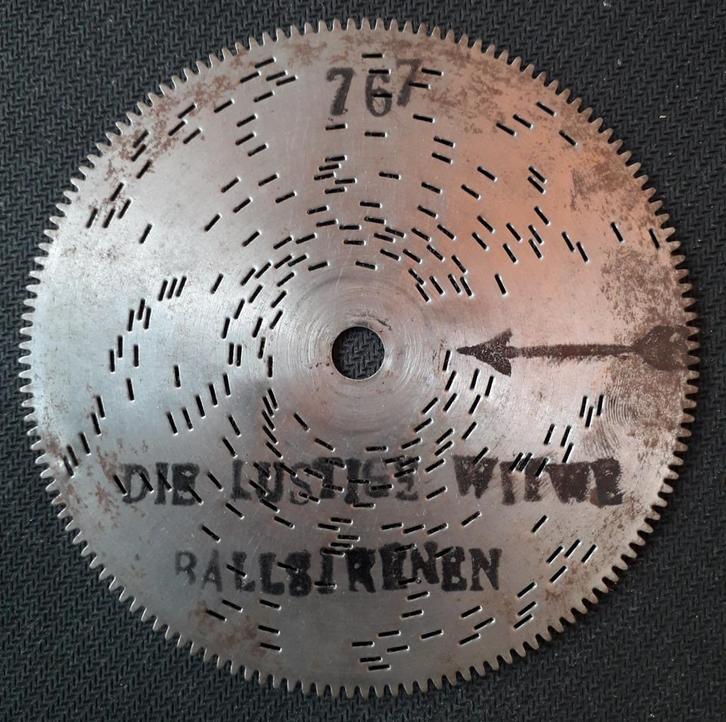 767
DIE LUSTIGE WITWE
BALLSIRENEN